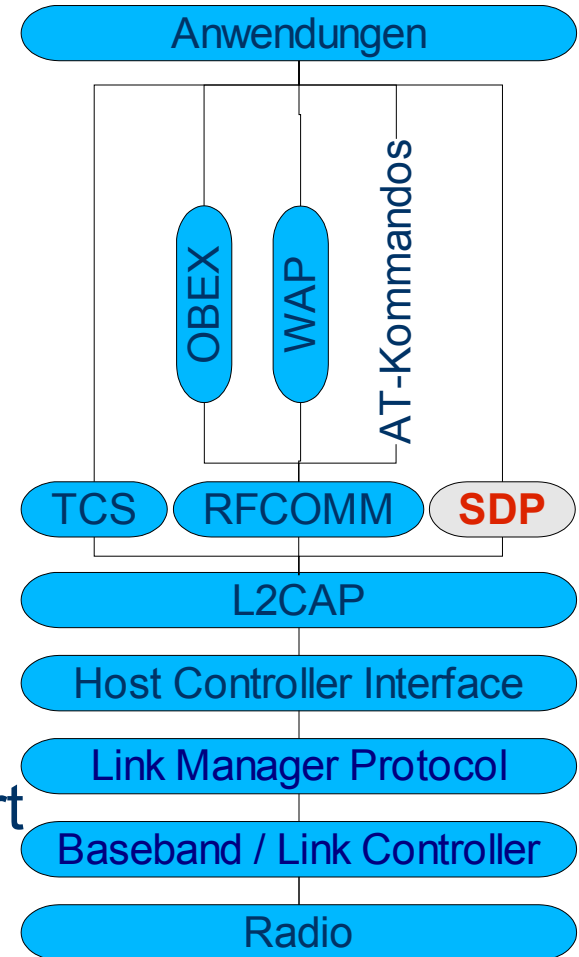 Anwendungen
OBEX
WAP
AT-Kommandos
TCS
RFCOMM
SDP
L2CAP
Host Controller Interface
Link Manager Protocol
rt
Baseband / Link Controller
Radio